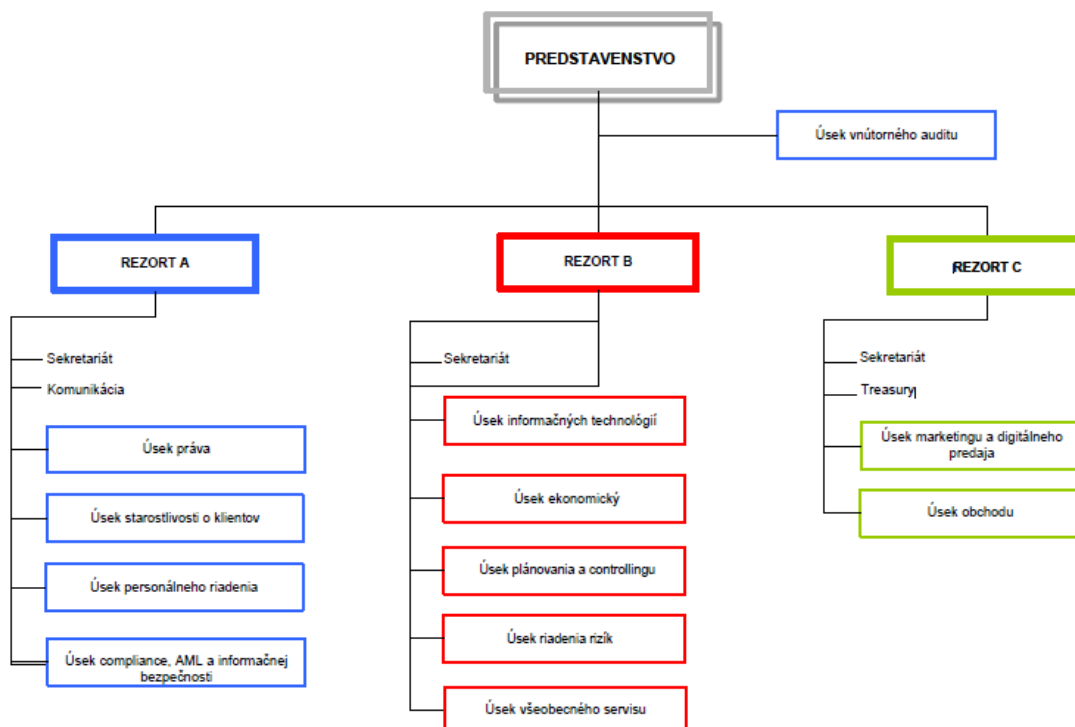 PREDSTAVENSTVO
Úsek vnútorného auditu
REZORT A
REZORT B
REZORT C
Sekretariát
Komunikácia
Úsek práva
Úsek starostlivosti o klientov
Úsek personálneho riadenia
Úsek compliance, AML a informačnej
bezpečnosti
Sekretariát
Úsek informačných technológií
Úsek ekonomický
Úsek plánovania a controllingu
Úsek riadenia rizík
Úsek všeobecného servisu
Sekretariát
Treasury
Úsek marketingu a digitálneho
predaja
Úsek obchodu